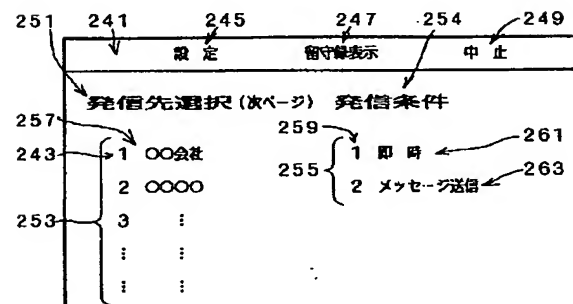 251 241 245 247 254 249
設 定 留守録表示 中 止
発信先選択(次ページ) 発信条件
257 259 261
243 1 ○○会社 1 即 時
255 263
2 ○○○○ 2 メッセージ送信
253 3 ⋮
⋮ ⋮
⋮ ⋮